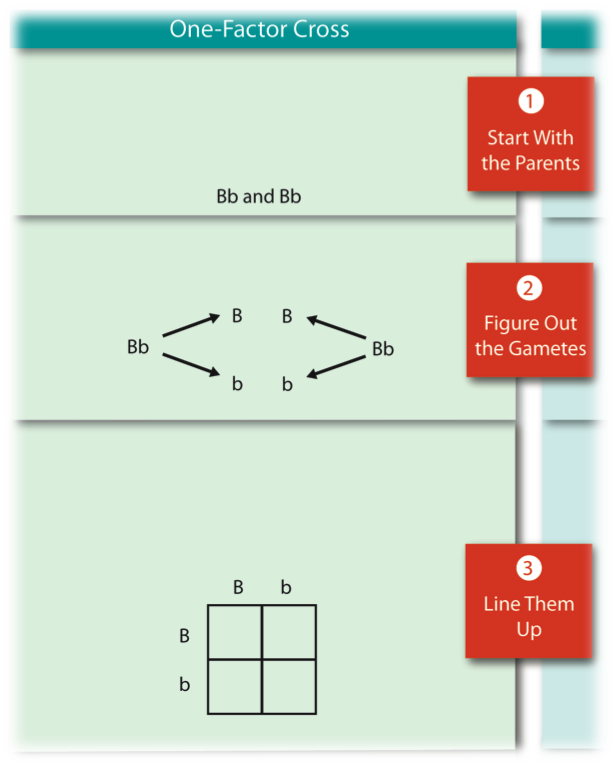 One-Factor Cross
1
Start With
the Parents
Bb and Bb
2
Figure Out
the Gametes
B B
Bb Bb
b b
3
Line Them
Up
B b
B
b